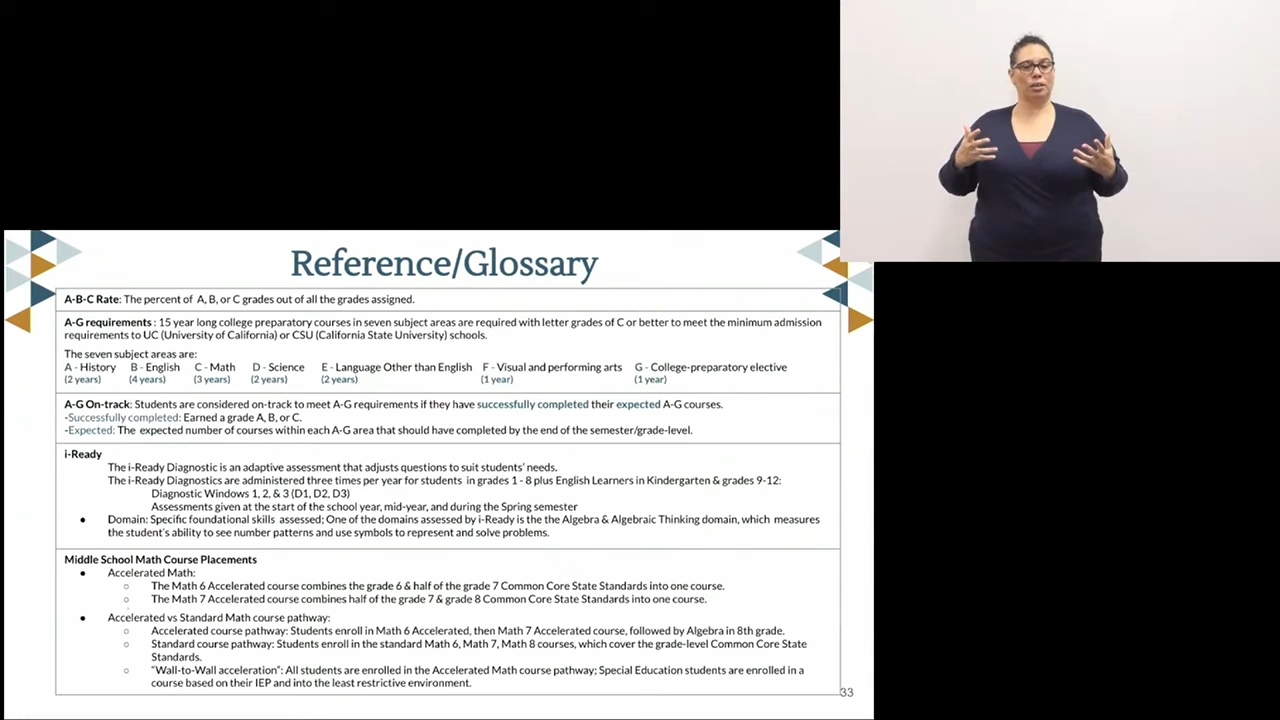 Reference/Glossary
A-B-C Rate: The percent of A, B, or C grades out of all the grades assigned.
A-G requirements : 15 year long college preparatory courses in seven subject areas are required with letter grades of C or better to meet the minimum admission
requirements to UC (University of California) or CSU (California State University) schools.
The seven subject areas are:
A - History B - English C - Math D - Science E - Language Other than English F - Visual and performing arts G - College-preparatory elective
(2 years) (4 years) (3 years) (2 years) (2 years) (1 year) (1 year)
A-G On-track: Students are considered on-track to meet A-G requirements if they have successfully completed their expected A-G courses.
-Successfully completed: Earned a grade A, B, or C.
-Expected: The expected number of courses within each A-G area that should have completed by the end of the semester/grade-level.
i-Ready
The i-Ready Diagnostic is an adaptive assessment that adjusts questions to suit students' needs.
The i-Ready Diagnostics are administered three times per year for students in grades 1 - 8 plus English Learners in Kindergarten & grades 9-12:
Diagnostic Windows 1, 2, & 3 (D1, D2, D3)
Assessments given at the start of the school year, mid-year, and during the Spring semester
● Domain: Specific foundational skills assessed; One of the domains assessed by i-Ready is the the Algebra & Algebraic Thinking domain, which measures
the student's ability to see number patterns and use symbols to represent and solve problems.
Middle School Math Course Placements
● Accelerated Math:
○ The Math 6 Accelerated course combines the grade 6 & half of the grade 7 Common Core State Standards into one course.
○ The Math 7 Accelerated course combines half of the grade 7 & grade 8 Common Core State Standards into one course.
● Accelerated vs Standard Math course pathway:
○ Accelerated course pathway: Students enroll in Math 6 Accelerated, then Math 7 Accelerated course, followed by Algebra in 8th grade.
○ Standard course pathway: Students enroll in the standard Math 6, Math 7, Math 8 courses, which cover the grade-level Common Core State
Standards.
○ "Wall-to-Wall acceleration": All students are enrolled in the Accelerated Math course pathway; Special Education students are enrolled in a
course based on their IEP and into the least restrictive environment.
33